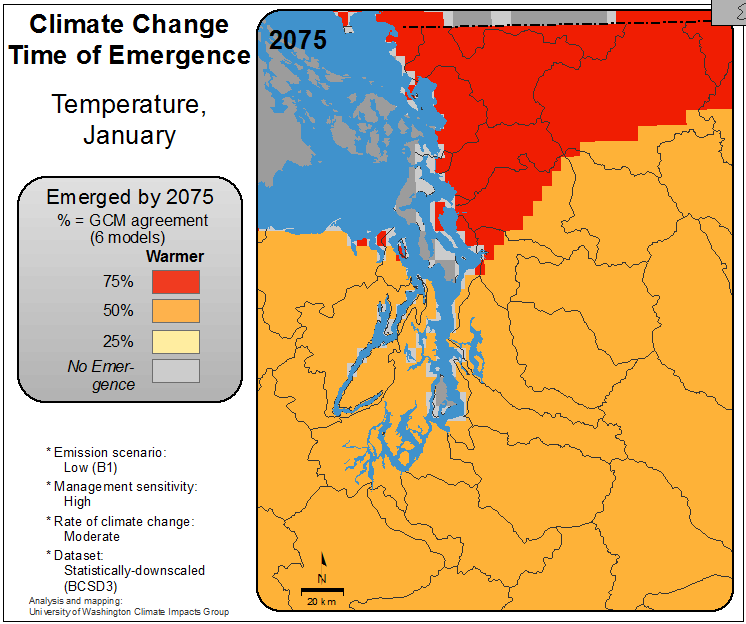 Climate Change
Time of Emergence
Temperature,
January
Emerged by 2075
% = GCM agreement
(6 models)
Warmer
75%
50%
25%
No Emer-
gence
* Emission scenario:
Low (B1)
* Management sensitivity:
High
* Rate of climate change:
Moderate
* Dataset:
Statistically-downscaled
(BCSD3)
Analysis and mapping:
University of Washington Climate Impacts Group
2075
N
20 km